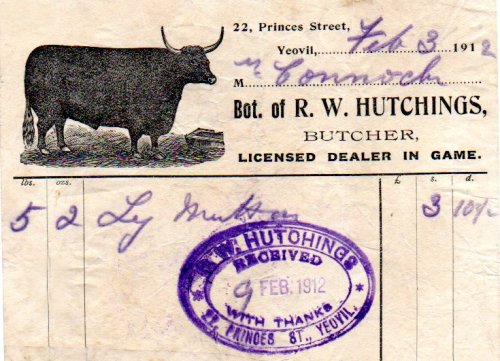 22, Princes Street,
Yeovil, Feb 3 1912
M
Bot. of R. W. HUTCHINGS,
BUTCHER,
LICENSED DEALER IN GAME.
lbs. ozs. £ s. d.
5 2 Leg Mutton 3 10½
R. W. HUTCHINGS
RECEIVED
9 FEB. 1912
WITH THANKS
22, PRINCES ST., YEOVIL.